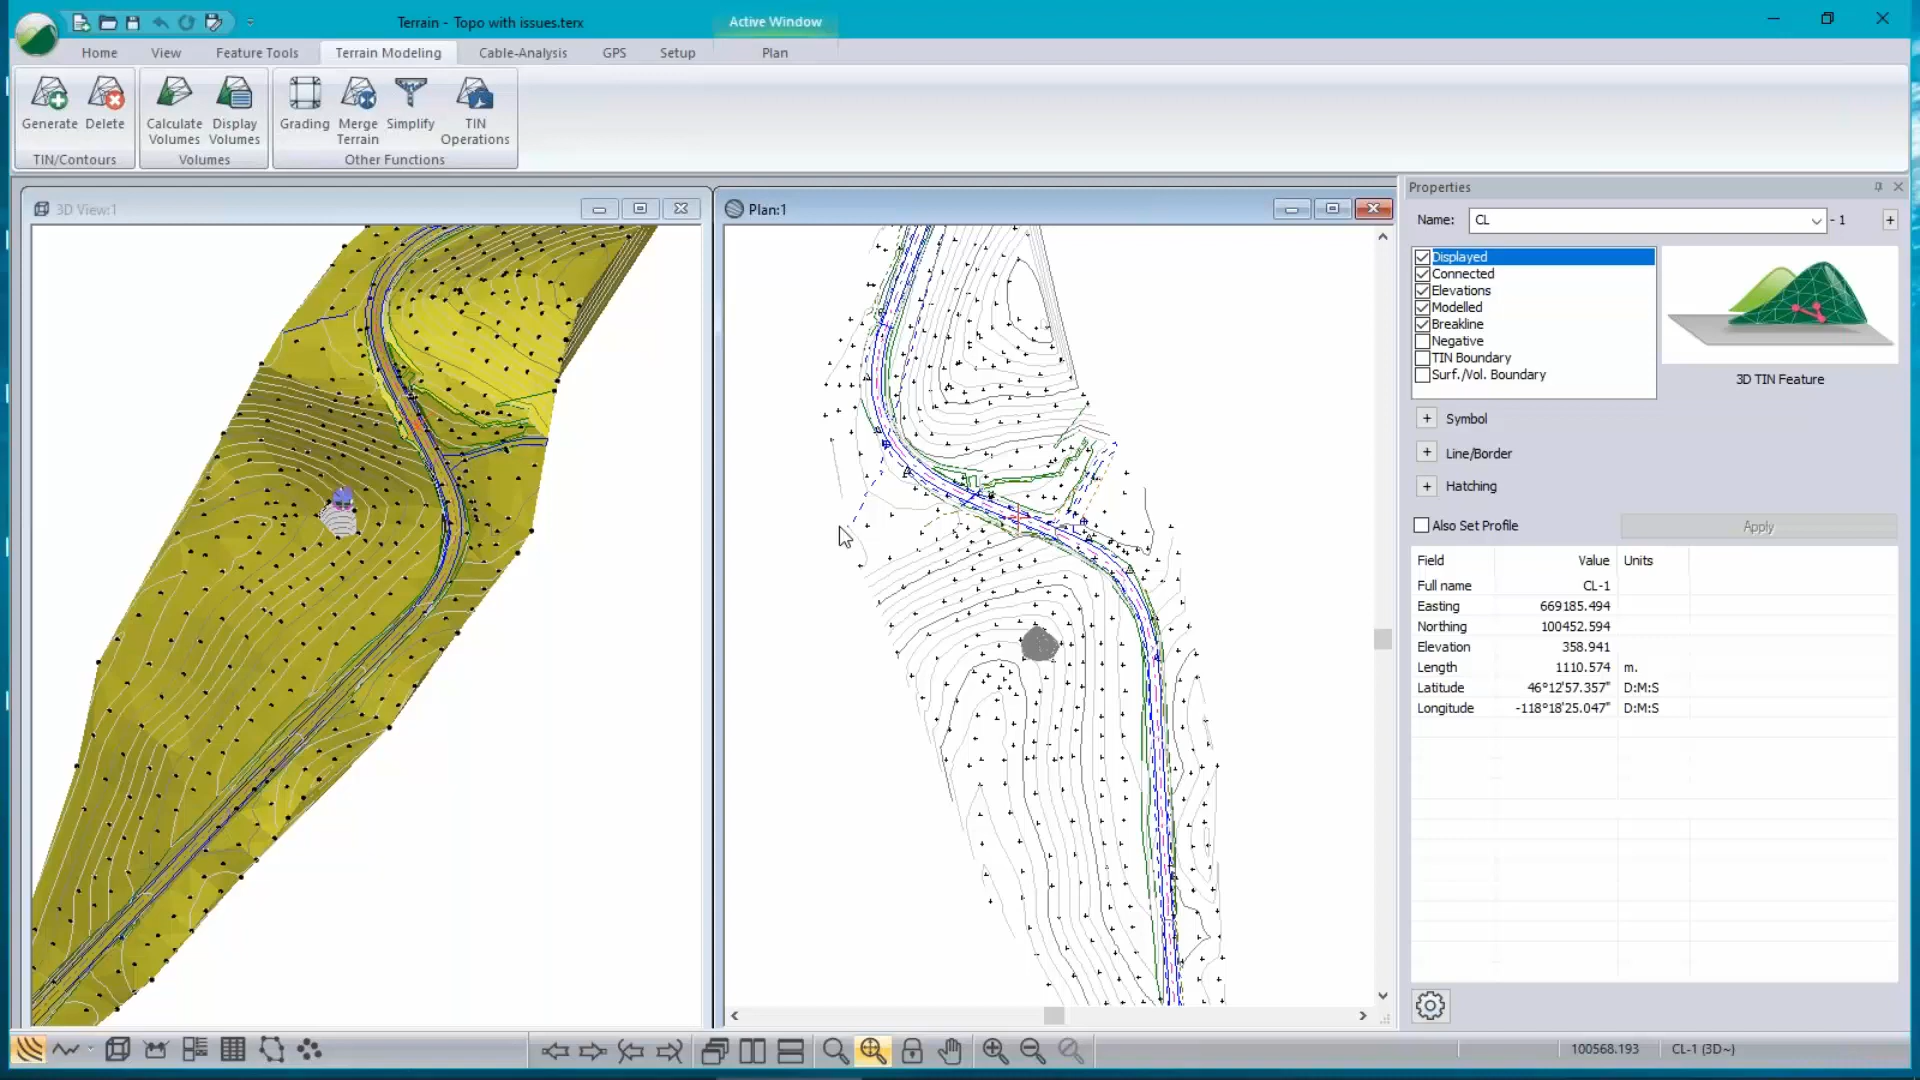 Terrain - Topo with issues.terx
Active Window
Home
View
Feature Tools
Terrain Modeling
Cable-Analysis
GPS
Setup
Plan
Generate
Delete
Calculate Volumes
Display Volumes
Grading
Merge Terrain
Simplify
TIN Operations
TIN/Contours
Volumes
Other Functions
3D View:1
Plan:1
Properties
Name: CL - 1
Displayed
Connected
Elevations
Modelled
Breakline
Negative
TIN Boundary
Surf./Vol. Boundary
3D TIN Feature
Symbol
Line/Border
Hatching
Also Set Profile
Apply
Field Value Units
Full name CL-1
Easting 669185.494
Northing 100452.594
Elevation 358.941
Length 1110.574 m.
Latitude 46°12'57.357" D:M:S
Longitude -118°18'25.047" D:M:S
100568.193
CL-1 (3D~)